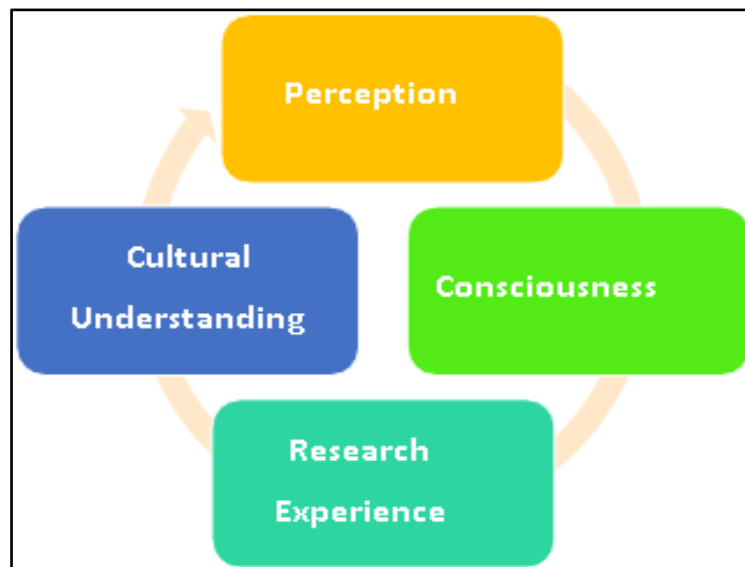 Perception
Cultural
Understanding
Consciousness
Research
Experience